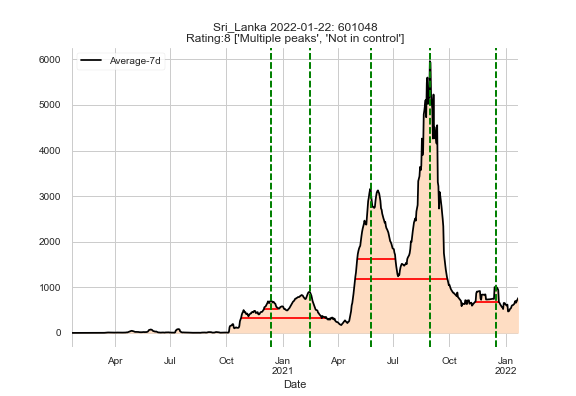 Sri_Lanka 2022-01-22: 601048
Rating:8 ['Multiple peaks', 'Not in control']
Average-7d
6000
5000
4000
3000
2000
1000
0
Apr
Jul
Oct
Jan
2021
Apr
Jul
Oct
Jan
2022
Date